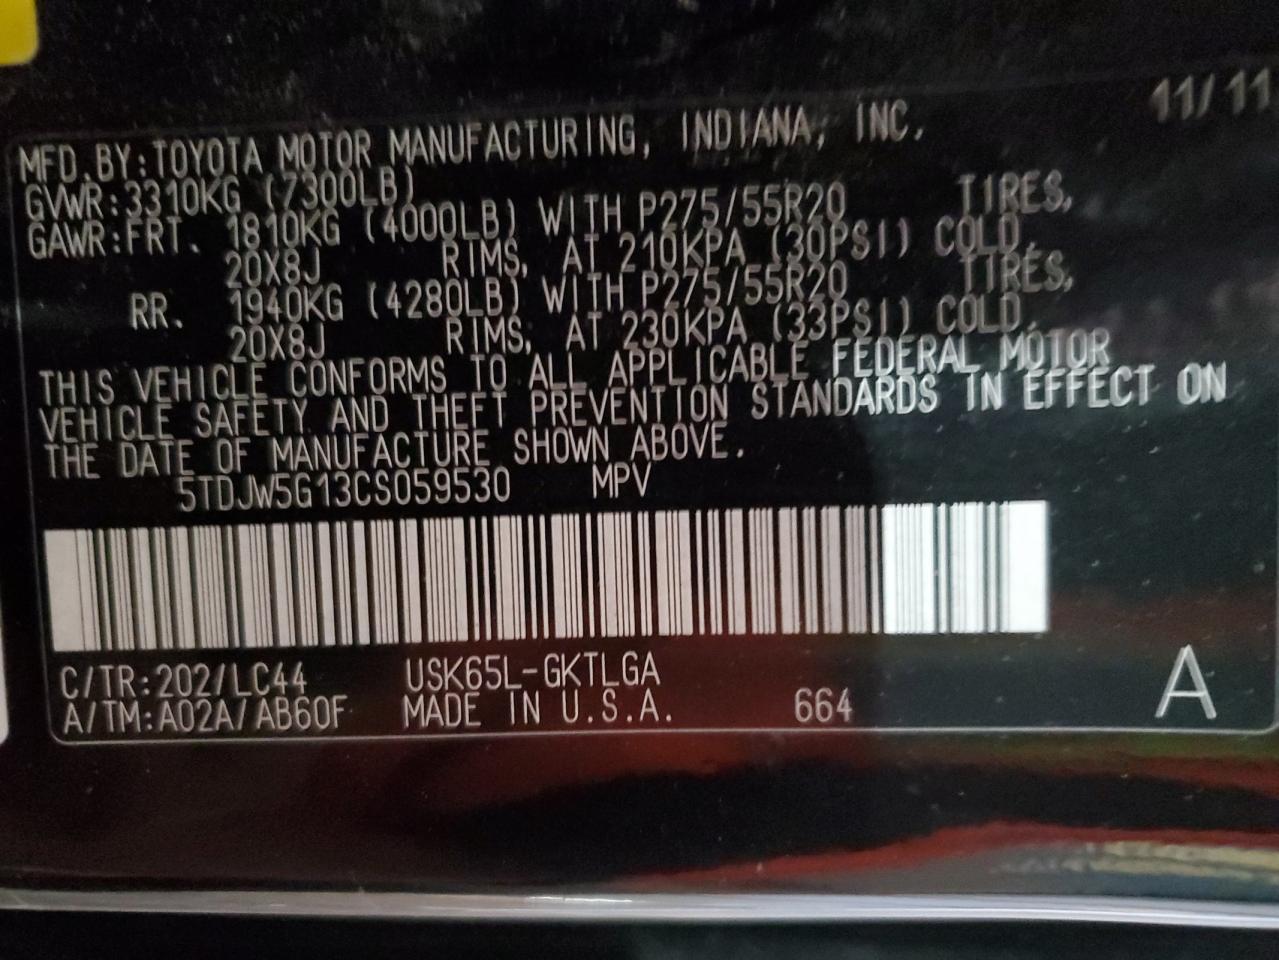 11/11
MFD.BY:TOYOTA MOTOR MANUFACTURING, INDIANA, INC.
GVWR:3310KG (7300LB)
GAWR:FRT. 1810KG (4000LB) WITH P275/55R20 TIRES,
20X8J RIMS, AT 210KPA (30PSI) COLD,
RR. 1940KG (4280LB) WITH P275/55R20 TIRES,
20X8J RIMS, AT 230KPA (33PSI) COLD.
THIS VEHICLE CONFORMS TO ALL APPLICABLE FEDERAL MOTOR
VEHICLE SAFETY AND THEFT PREVENTION STANDARDS IN EFFECT ON
THE DATE OF MANUFACTURE SHOWN ABOVE.
5TDJW5G13CS059530 MPV
C/TR:202/LC44 USK65L-GKTLGA
A/TM:A02A/AB60F MADE IN U.S.A. 664 A